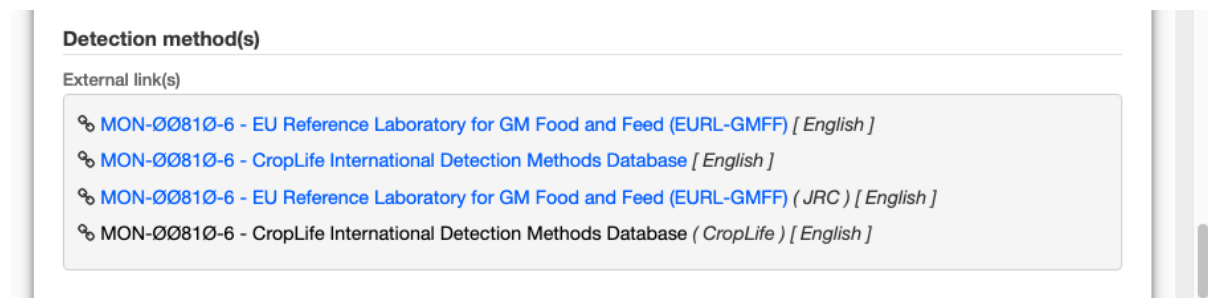 Detection method(s)
External link(s)
MON-ØØ81Ø-6 - EU Reference Laboratory for GM Food and Feed (EURL-GMFF) [ English ]
MON-ØØ81Ø-6 - CropLife International Detection Methods Database [ English ]
MON-ØØ81Ø-6 - EU Reference Laboratory for GM Food and Feed (EURL-GMFF) ( JRC ) [ English ]
MON-ØØ81Ø-6 - CropLife International Detection Methods Database ( CropLife ) [ English ]